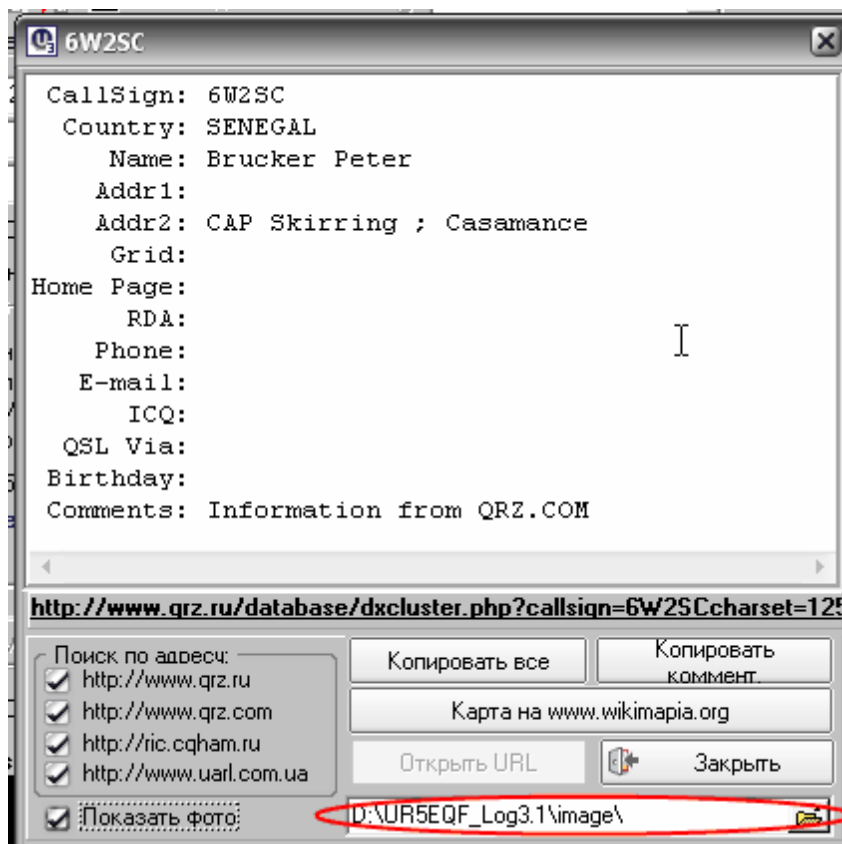 6W2SC
CallSign: 6W2SC
Country: SENEGAL
Name: Brucker Peter
Addr1:
Addr2: CAP Skirring ; Casamance
Grid:
Home Page:
RDA:
Phone:
E-mail:
ICQ:
QSL Via:
Birthday:
Comments: Information from QRZ.COM
http://www.qrz.ru/database/dxcluster.php?callsign=6W2SCcharset=125
Поиск по адресу:
http://www.qrz.ru
http://www.qrz.com
http://ric.cqham.ru
http://www.uarl.com.ua
Показать фото
Копировать все
Копировать
коммент.
Карта на www.wikimapia.org
Открыть URL
Закрыть
D:\UR5EQF_Log3.1\image\